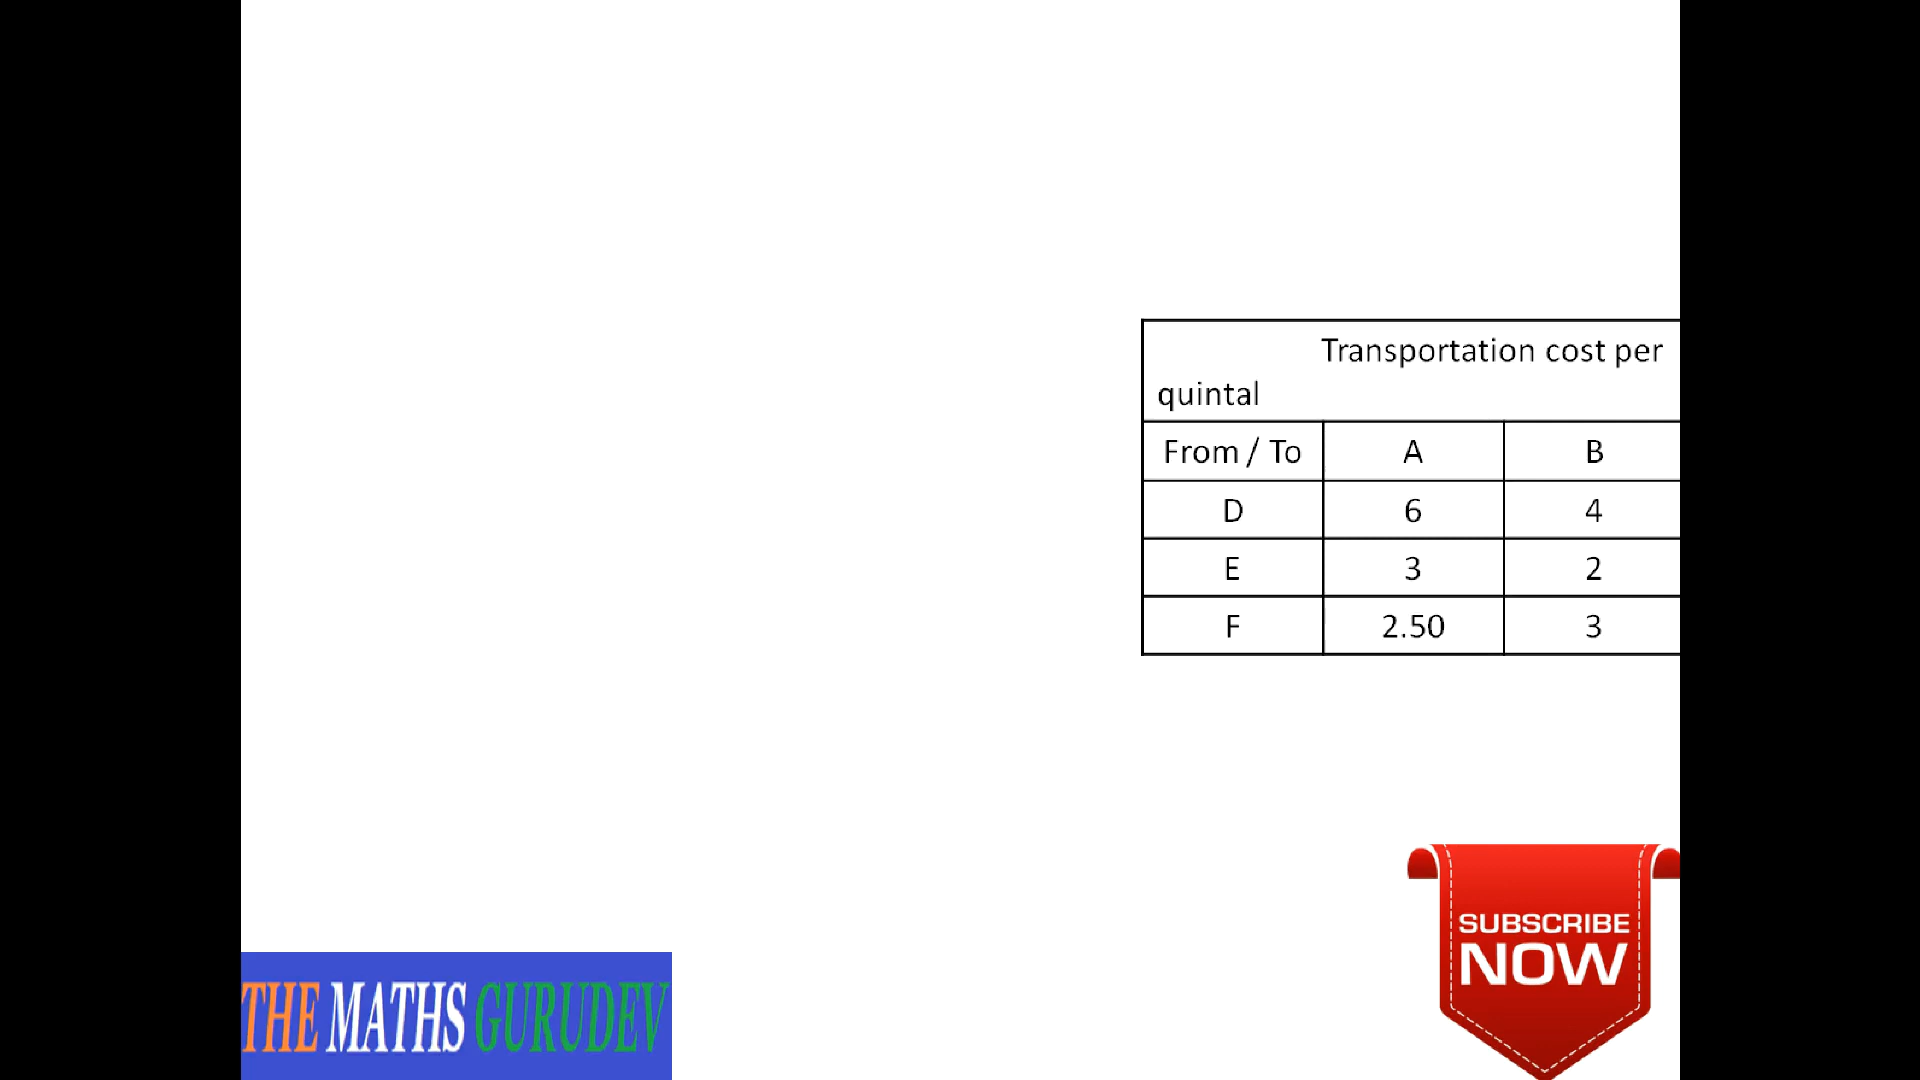 Transportation cost per
quintal
From / To A B
D 6 4
E 3 2
F 2.50 3
SUBSCRIBE
NOW
THE MATHS GURUDEV